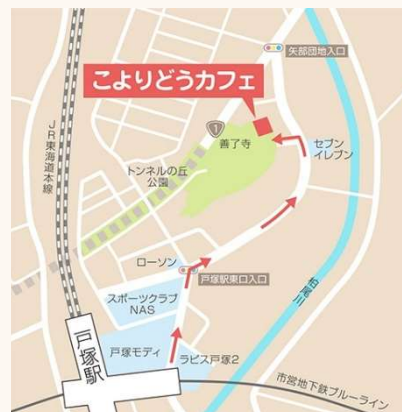 矢部団地入口
こよりどうカフェ
1
善了寺
セブン
イレブン
トンネルの丘
公園
JR東海道本線
ローソン
戸塚駅東口入口
スポーツクラブ
NAS
柏尾川
戸塚駅
戸塚モディ
ラピス戸塚2
市営地下鉄ブルーライン